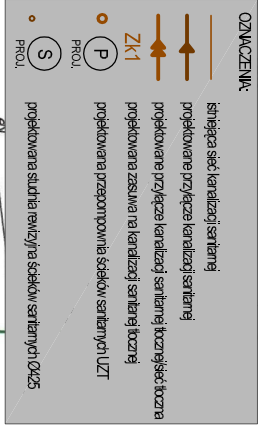 OZNACZENIA:
istniejąca sieć kanalizacji sanitarnej
projektowane przyłącze kanalizacji sanitarnej
projektowane przyłącze kanalizacji sanitarnej tłocznej/sieć tłoczna
Zk1 projektowana zasuwa na kanalizacji sanitarnej tłocznej
P PROJ. projektowana przepompownia ścieków sanitarnych UZT
S PROJ. projektowana studnia rewizyjna ścieków sanitarnych Ø425